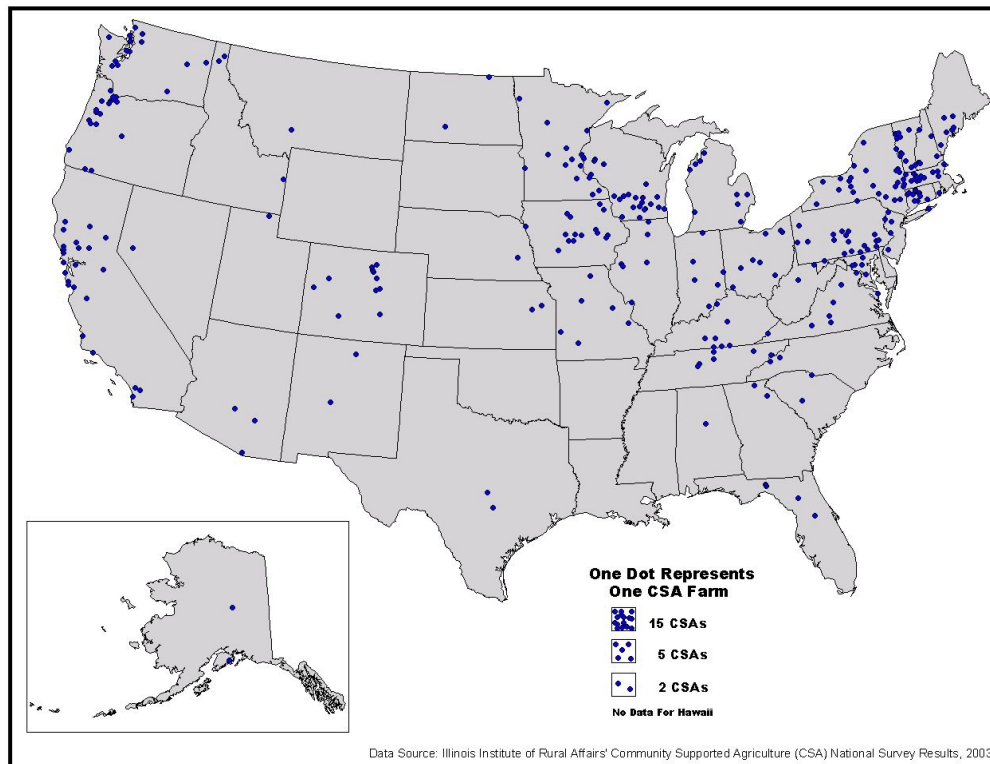 One Dot Represents
One CSA Farm
15 CSAs
5 CSAs
2 CSAs
No Data For Hawaii
Data Source: Illinois Institute of Rural Affairs' Community Supported Agriculture (CSA) National Survey Results, 2003